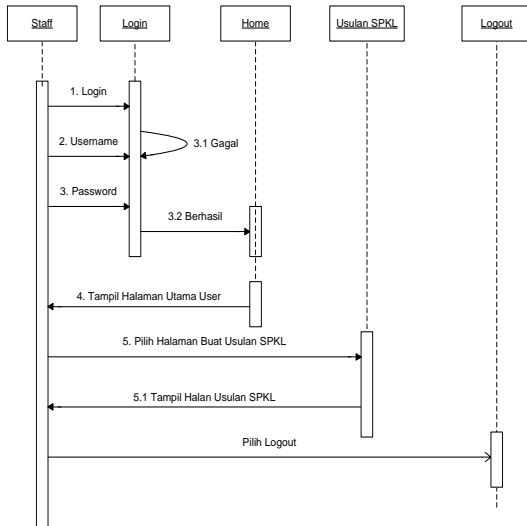 Staff
Login
Home
Usulan SPKL
Logout
1. Login
2. Username
3.1 Gagal
3. Password
3.2 Berhasil
4. Tampil Halaman Utama User
5. Pilih Halaman Buat Usulan SPKL
5.1 Tampil Halan Usulan SPKL
Pilih Logout